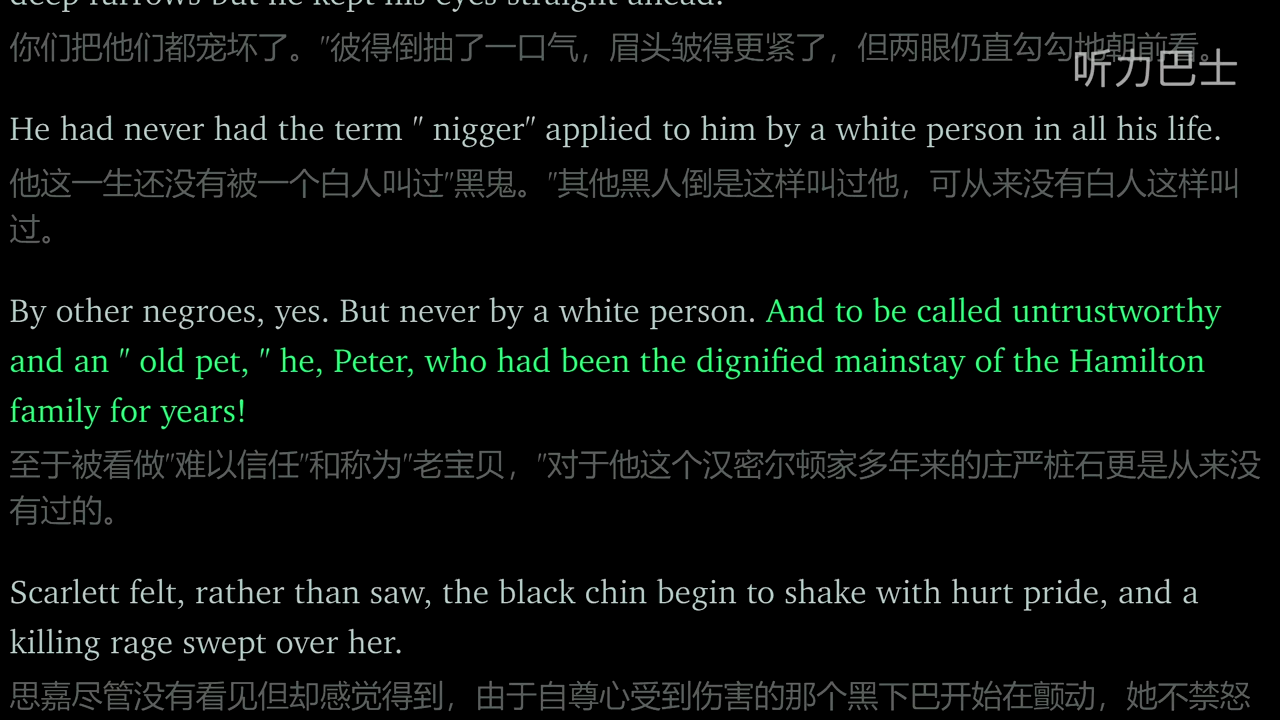 deep furrows but he kept his eyes straight ahead.
你们把他们都宠坏了。"彼得倒抽了一口气，眉头皱得更紧了，但两眼仍直勾勾地朝前看。
听力巴士
He had never had the term " nigger" applied to him by a white person in all his life.
他这一生还没有被一个白人叫过"黑鬼。"其他黑人倒是这样叫过他，可从来没有白人这样叫
过。
By other negroes, yes. But never by a white person. And to be called untrustworthy
and an " old pet, " he, Peter, who had been the dignified mainstay of the Hamilton
family for years!
至于被看做"难以信任"和称为"老宝贝，"对于他这个汉密尔顿家多年来的庄严桩石更是从来没
有过的。
Scarlett felt, rather than saw, the black chin begin to shake with hurt pride, and a
killing rage swept over her.
思嘉尽管没有看见但却感觉得到，由于自尊心受到伤害的那个黑下巴开始在颤动，她不禁怒